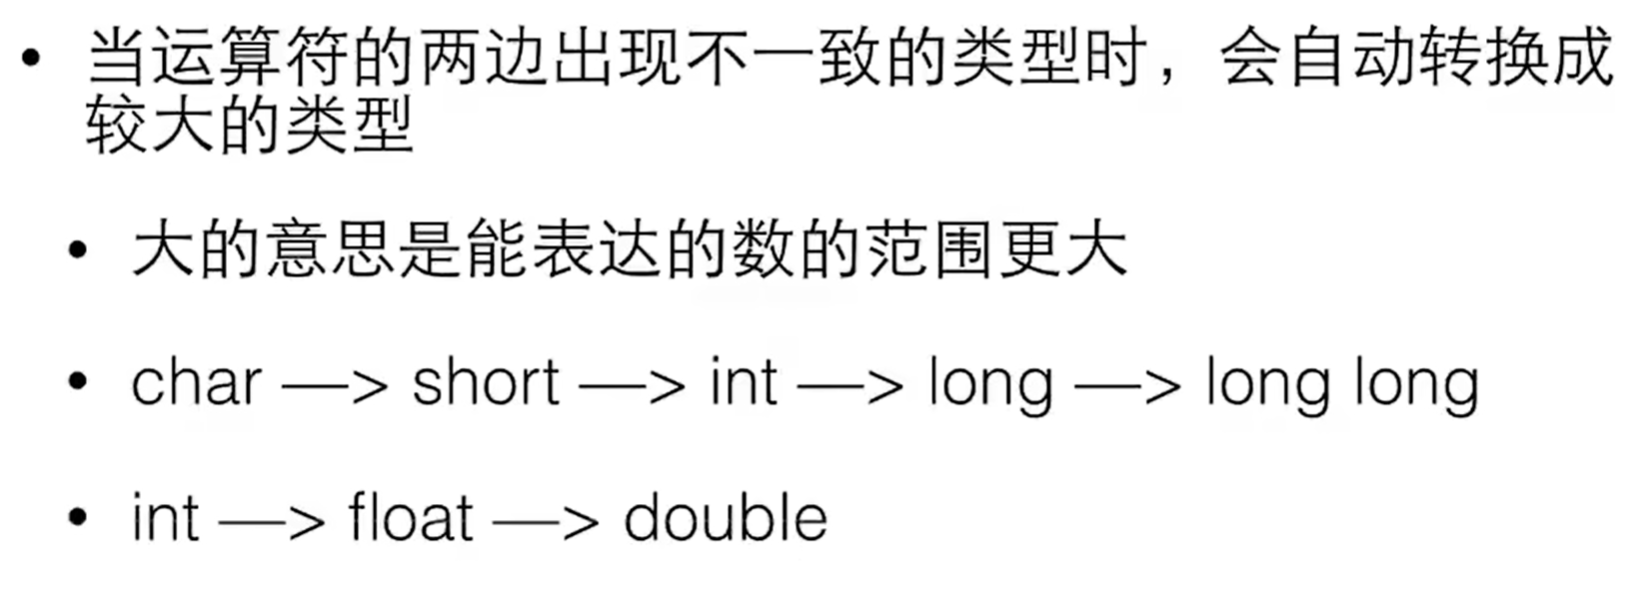 • 当运算符的两边出现不一致的类型时，会自动转换成
较大的类型
• 大的意思是能表达的数的范围更大
• char —> short —> int —> long —> long long
• int —> float —> double